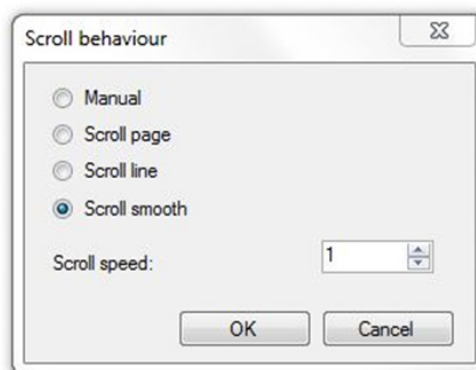 Scroll behaviour
Manual
Scroll page
Scroll line
Scroll smooth
Scroll speed: 1
OK Cancel